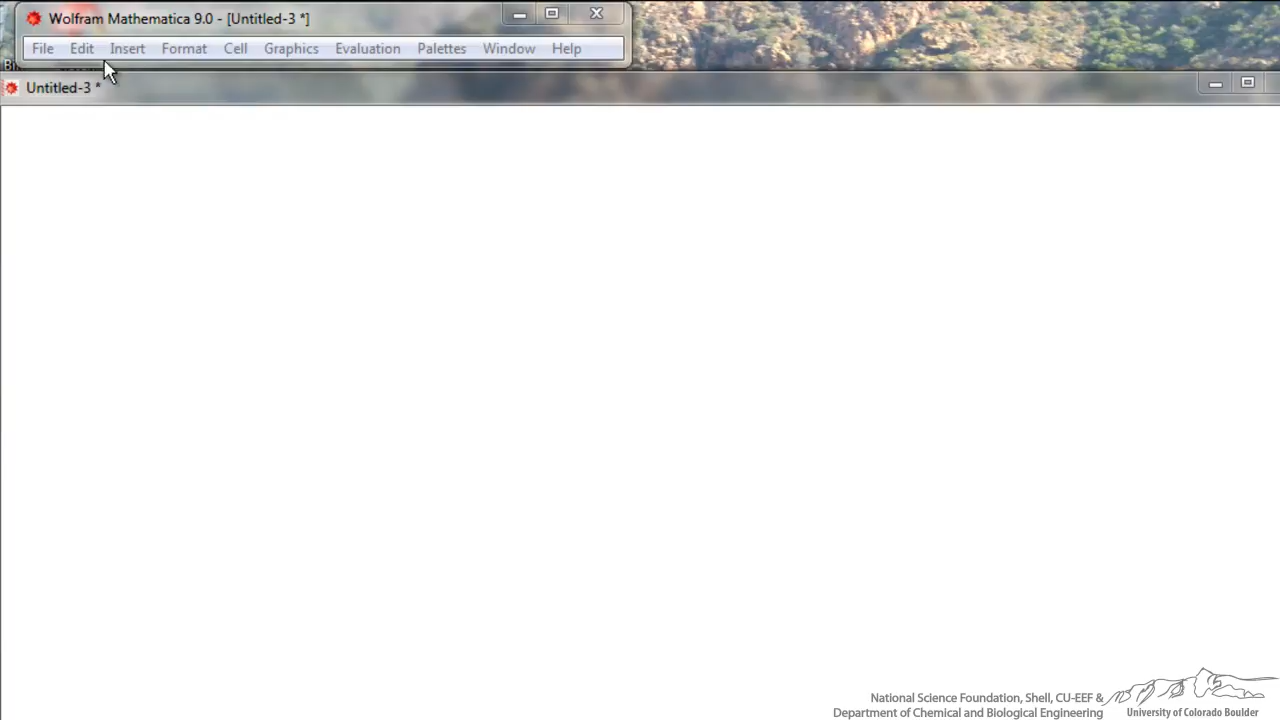 Wolfram Mathematica 9.0 - [Untitled-3 *]
File Edit Insert Format Cell Graphics Evaluation Palettes Window Help
Untitled-3 *
National Science Foundation, Shell, CU-EEF &
Department of Chemical and Biological Engineering
University of Colorado Boulder